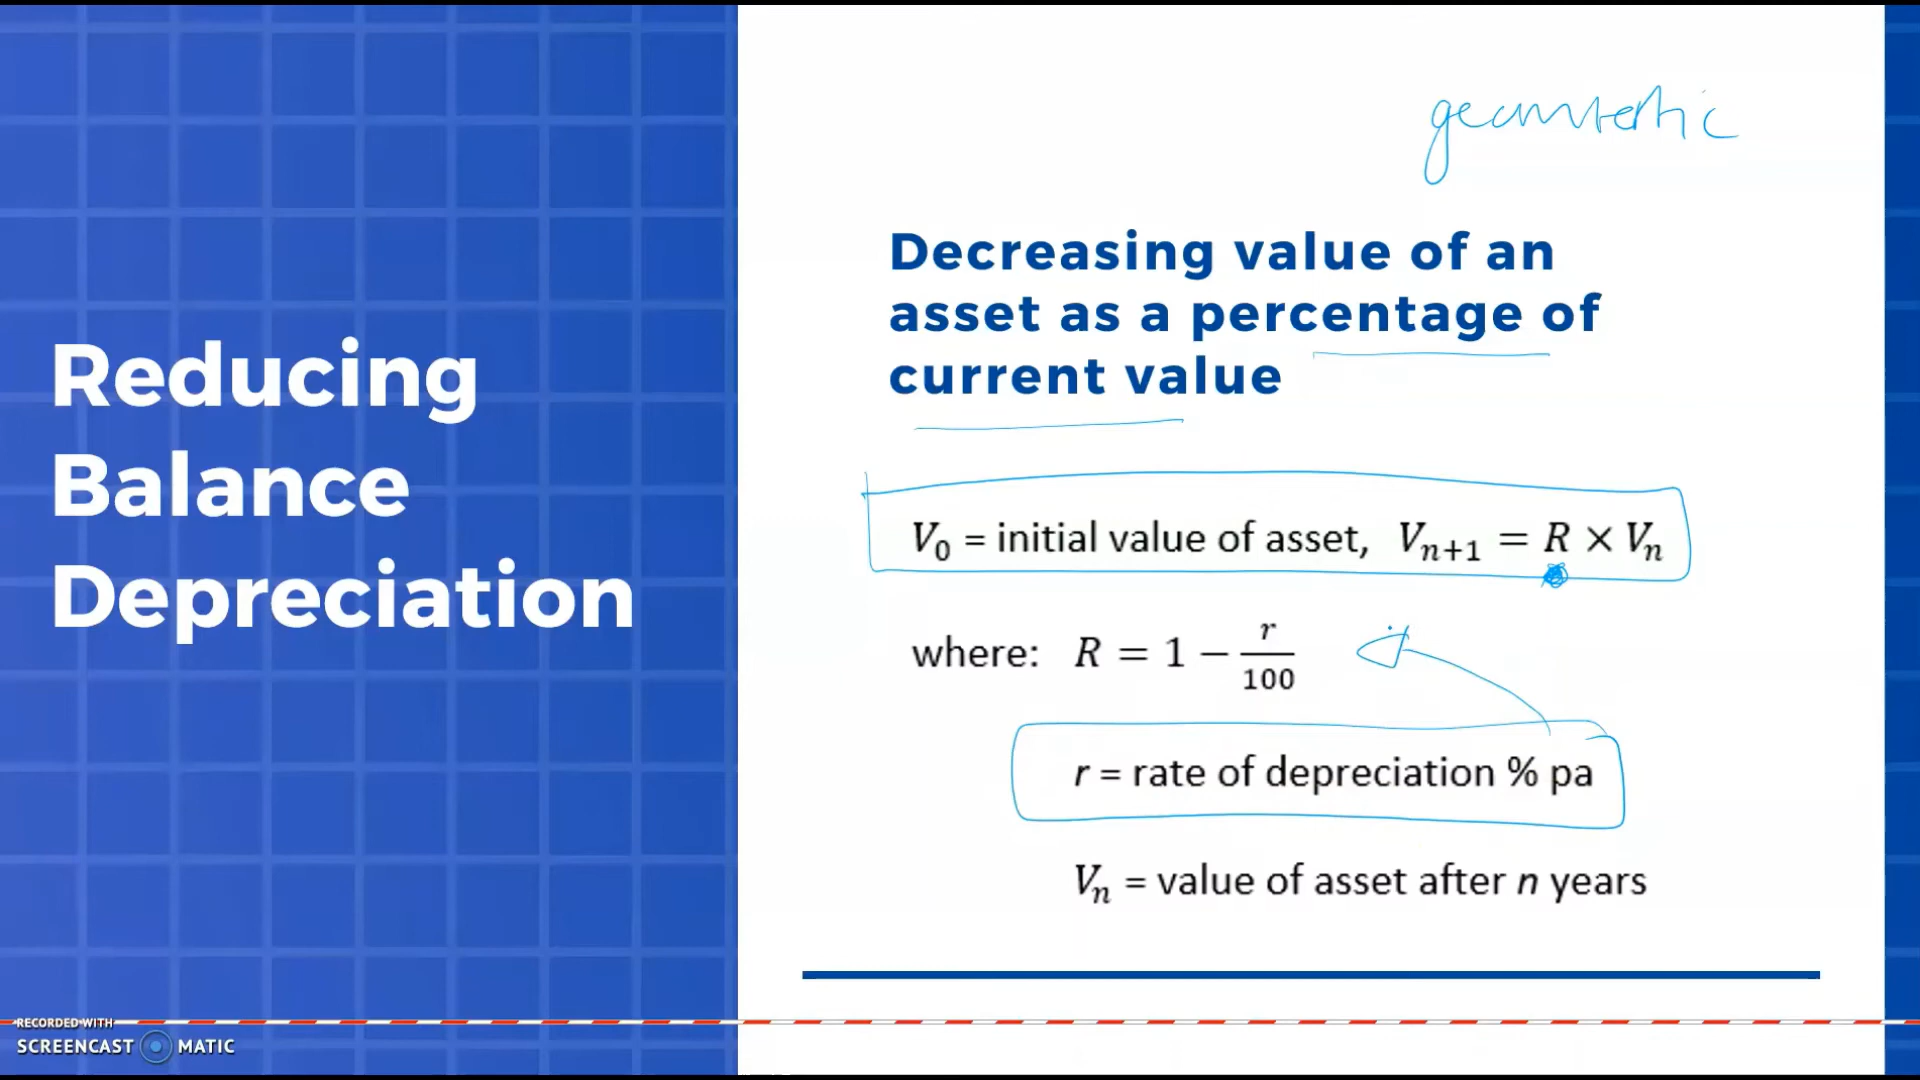 geometric
Reducing
Balance
Depreciation
Decreasing value of an
asset as a percentage of
current value
V₀ = initial value of asset, Vₙ₊₁ = R × Vₙ
where: R = 1 − r/100
r = rate of depreciation % pa
Vₙ = value of asset after n years
RECORDED WITH
SCREENCAST MATIC